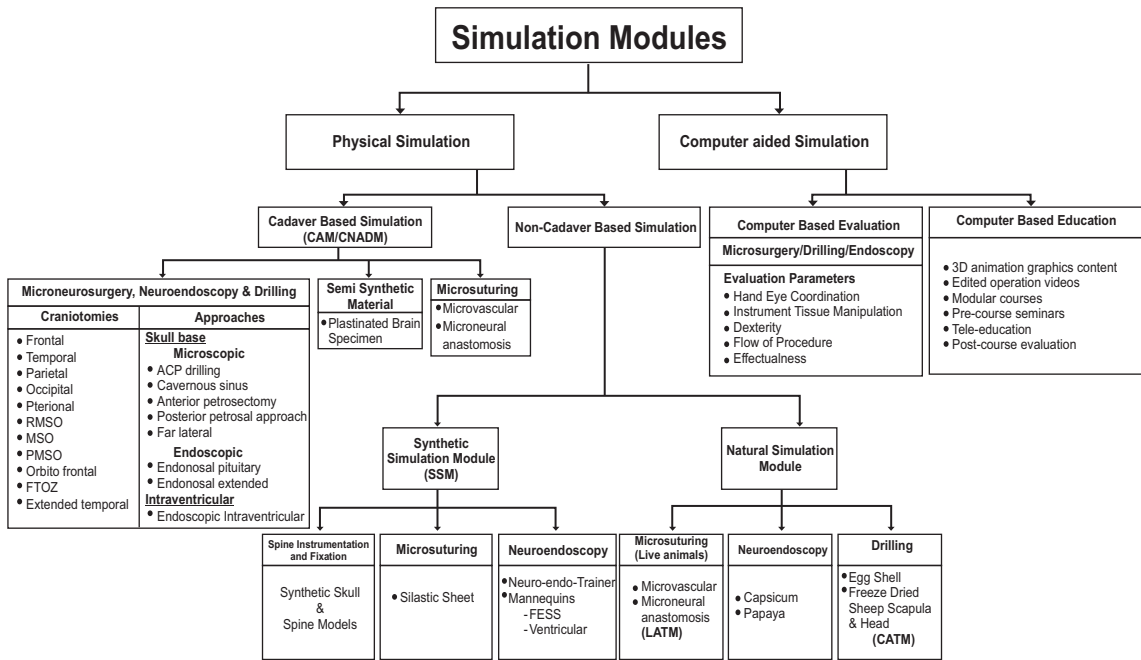 Simulation Modules
Physical Simulation
Computer aided Simulation
Cadaver Based Simulation
(CAM/CNADM)
Non-Cadaver Based Simulation
Computer Based Evaluation
Microsurgery/Drilling/Endoscopy
Evaluation Parameters
• Hand Eye Coordination
• Instrument Tissue Manipulation
• Dexterity
• Flow of Procedure
• Effectualness
Computer Based Education
• 3D animation graphics content
• Edited operation videos
• Modular courses
• Pre-course seminars
• Tele-education
• Post-course evaluation
Microneurosurgery, Neuroendoscopy & Drilling
Craniotomies
• Frontal
• Temporal
• Parietal
• Occipital
• Pterional
• RMSO
• MSO
• PMSO
• Orbito frontal
• FTOZ
• Extended temporal
Approaches
Skull base
Microscopic
• ACP drilling
• Cavernous sinus
• Anterior petrosectomy
• Posterior petrosal approach
• Far lateral
Endoscopic
• Endonosal pituitary
• Endonosal extended
Intraventricular
• Endoscopic Intraventricular
Semi Synthetic
Material
• Plastinated Brain
Specimen
Microsuturing
• Microvascular
• Microneural
anastomosis
Synthetic
Simulation Module
(SSM)
Natural Simulation
Module
Spine Instrumentation
and Fixation
Synthetic Skull
&
Spine Models
Microsuturing
• Silastic Sheet
Neuroendoscopy
• Neuro-endo-Trainer
• Mannequins
- FESS
- Ventricular
Microsuturing
(Live animals)
• Microvascular
• Microneural
anastomosis
(LATM)
Neuroendoscopy
• Capsicum
• Papaya
Drilling
• Egg Shell
• Freeze Dried
Sheep Scapula
& Head
(CATM)